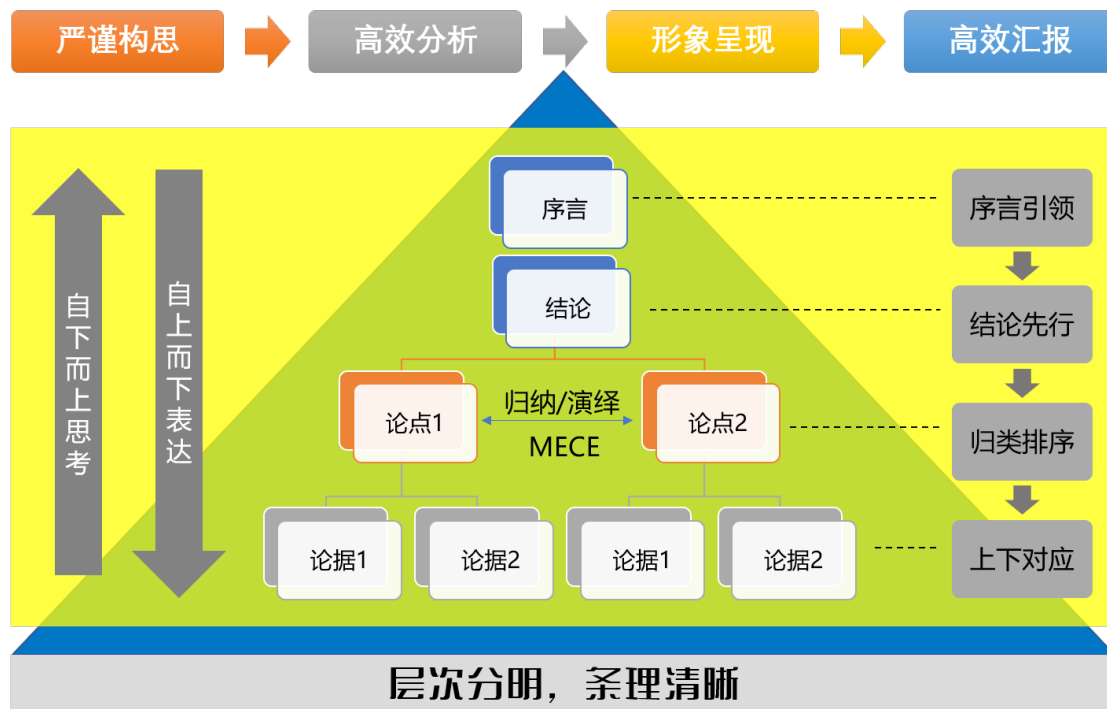 严谨构思
高效分析
形象呈现
高效汇报
自下而上思考
自上而下表达
序言
序言引领
结论
结论先行
论点1
归纳/演绎
MECE
论点2
归类排序
论据1
论据2
论据1
论据2
上下对应
层次分明，条理清晰